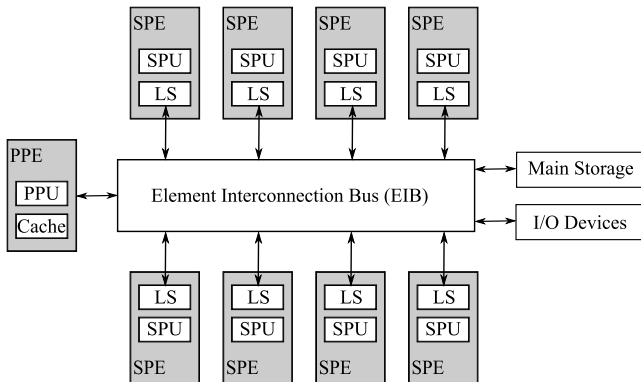 SPE SPE SPE SPE
SPU SPU SPU SPU
LS LS LS LS
PPE
PPU
Cache
Element Interconnection Bus (EIB)
Main Storage
I/O Devices
LS LS LS LS
SPU SPU SPU SPU
SPE SPE SPE SPE